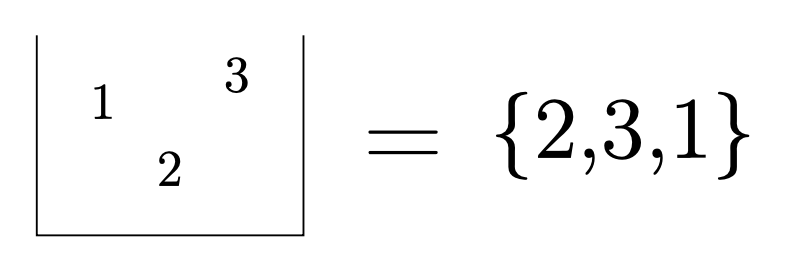 3
1
2
= {2,3,1}